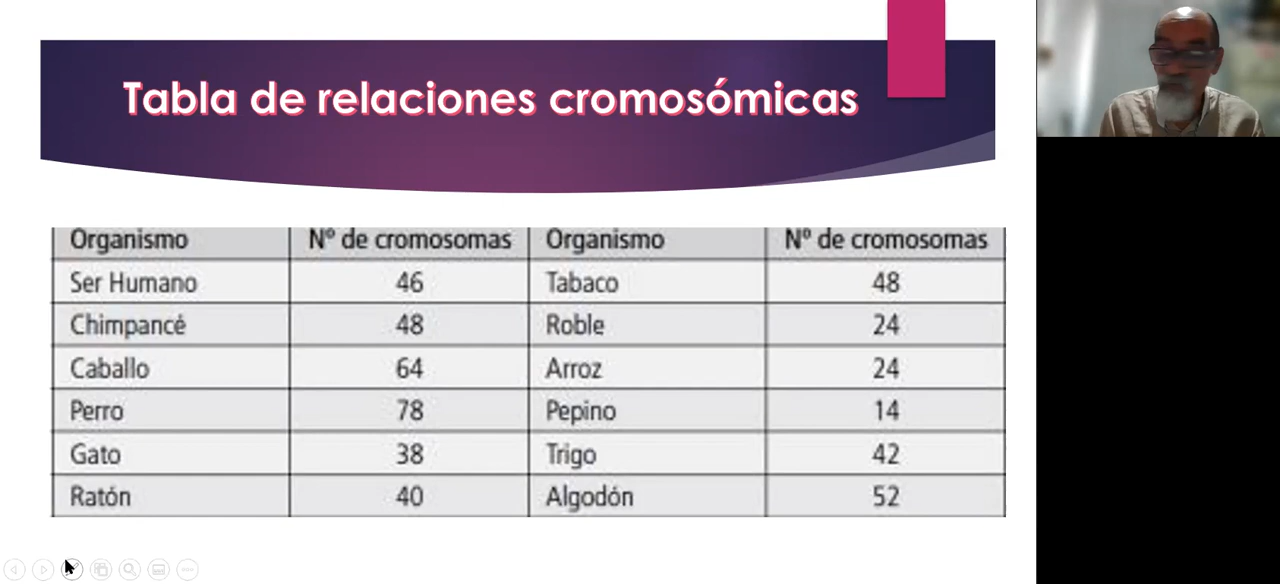 Tabla de relaciones cromosómicas
Organismo Nº de cromosomas Organismo Nº de cromosomas
Ser Humano 46 Tabaco 48
Chimpancé 48 Roble 24
Caballo 64 Arroz 24
Perro 78 Pepino 14
Gato 38 Trigo 42
Ratón 40 Algodón 52